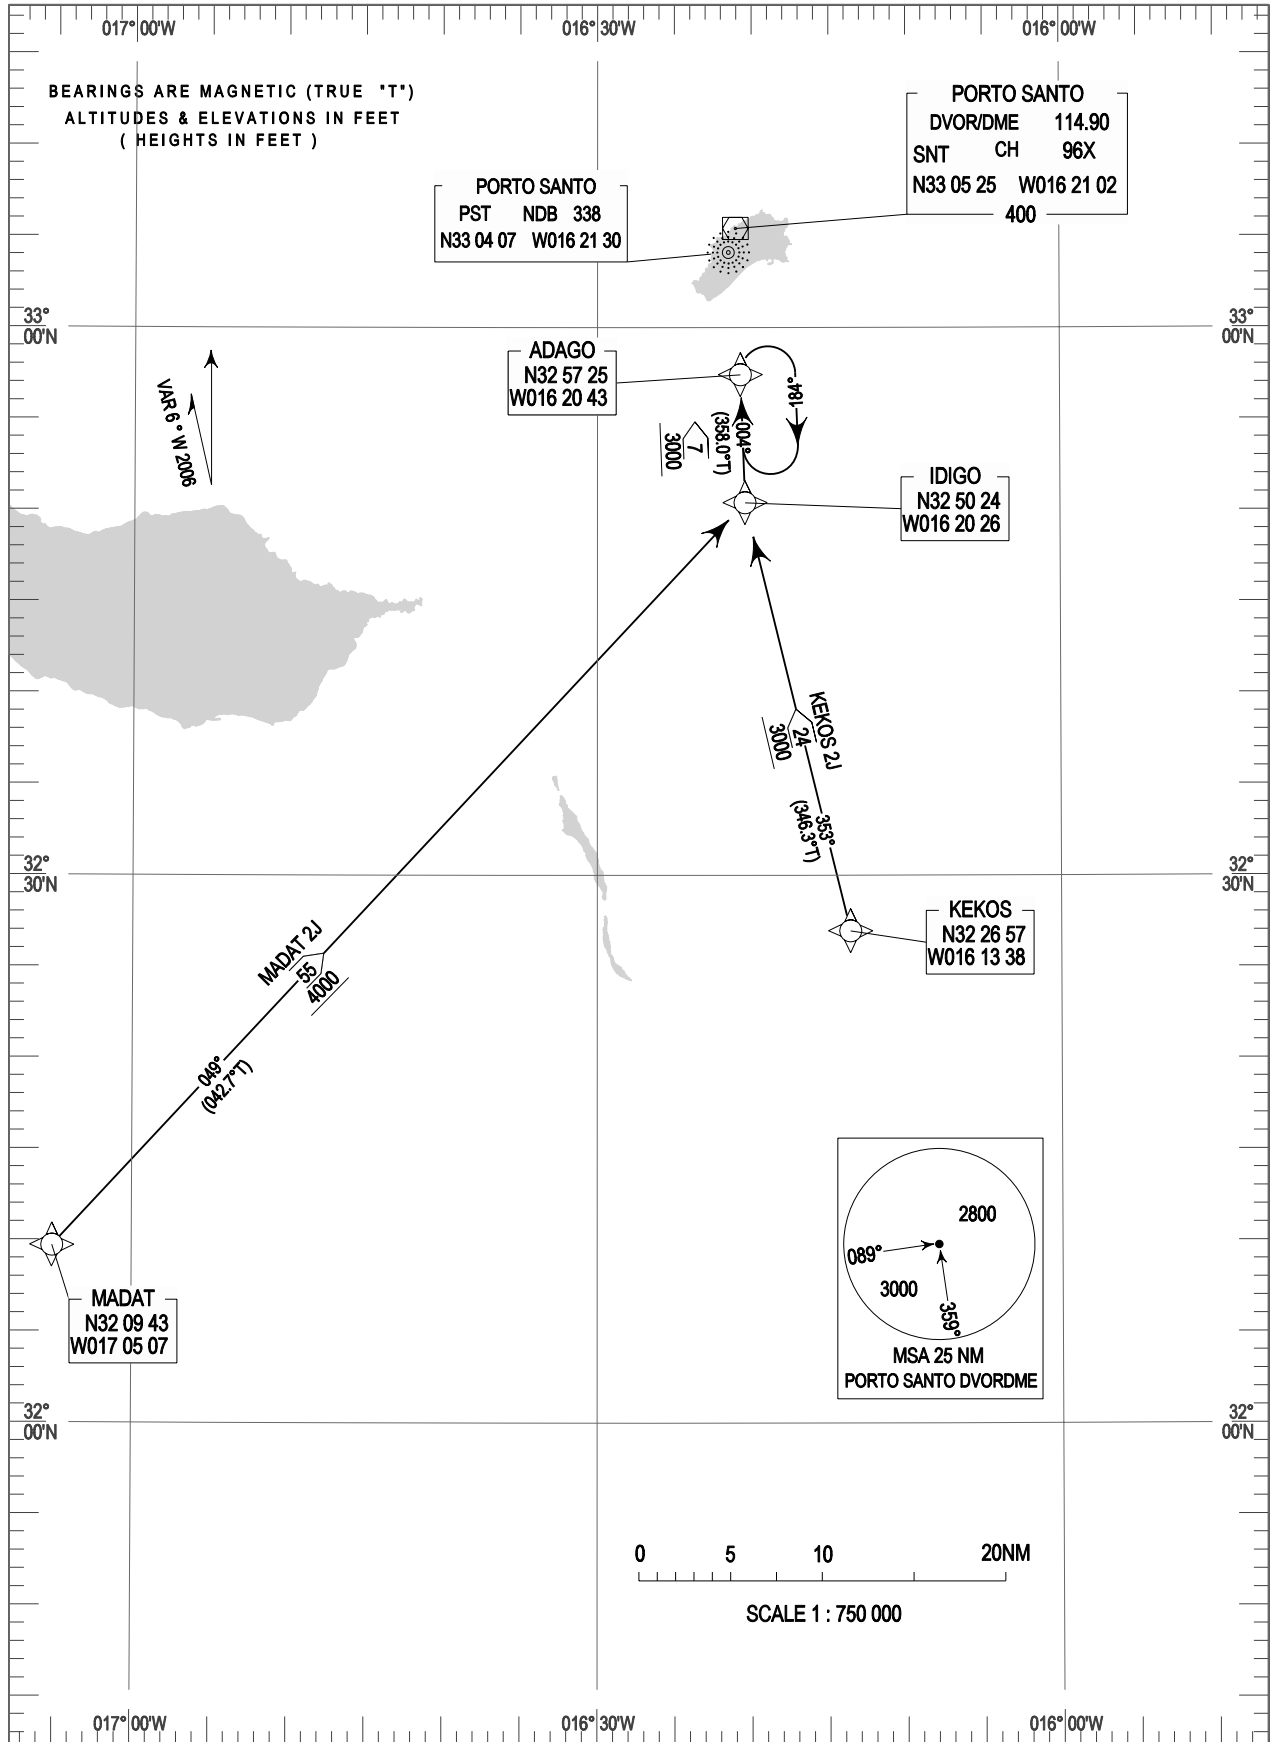 017° 00'W
016° 30'W
016° 00'W
BEARINGS ARE MAGNETIC (TRUE "T")
ALTITUDES & ELEVATIONS IN FEET
( HEIGHTS IN FEET )
PORTO SANTO
DVOR/DME 114.90
SNT CH 96X
N33 05 25 W016 21 02
400
PORTO SANTO
PST NDB 338
N33 04 07 W016 21 30
33°
00'N
33°
00'N
ADAGO
N32 57 25
W016 20 43
VAR 6° W 2006
184°
004°
(358.0°T)
7
3000
IDIGO
N32 50 24
W016 20 26
KEKOS 2J
24
3000
353°
(346.3°T)
32°
30'N
32°
30'N
KEKOS
N32 26 57
W016 13 38
MADAT 2J
55
4000
049°
(042.7°T)
2800
089°
3000
359°
MSA 25 NM
PORTO SANTO DVORDME
MADAT
N32 09 43
W017 05 07
32°
00'N
32°
00'N
0 5 10 20NM
SCALE 1 : 750 000
017° 00'W
016° 30'W
016° 00'W